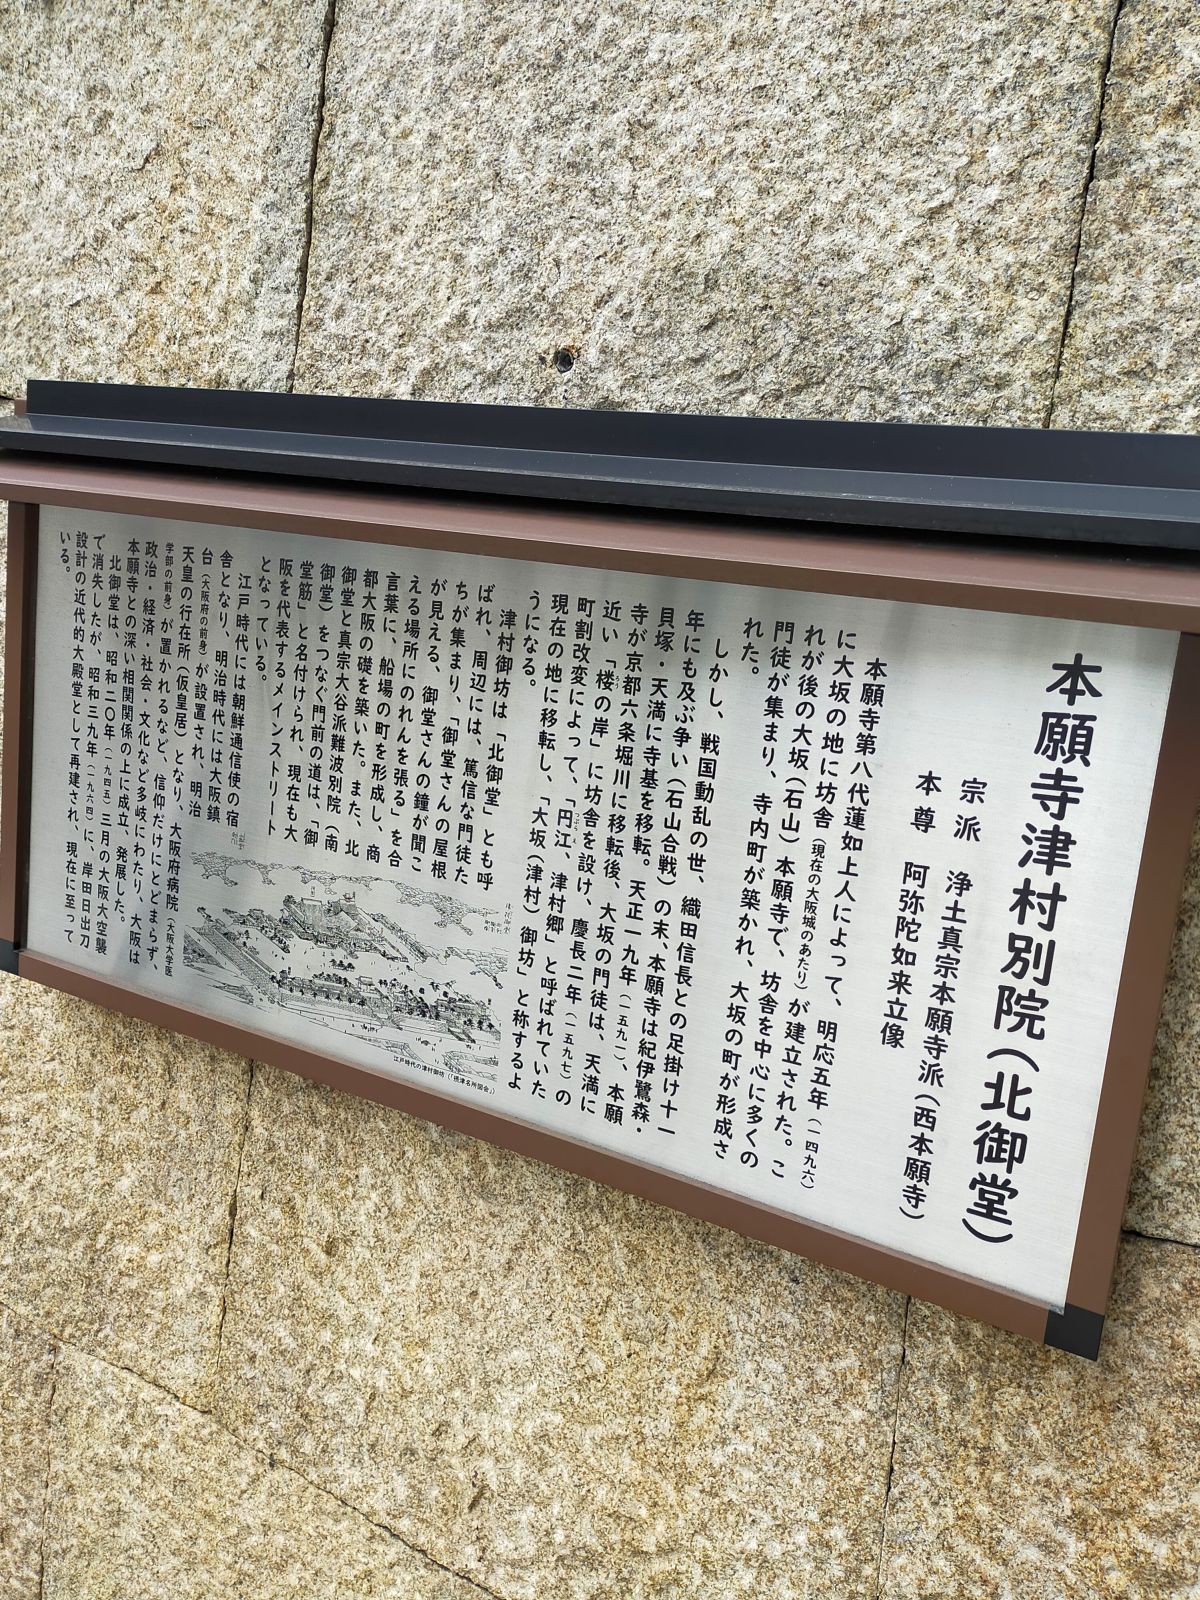 本願寺津村別院（北御堂）
宗派　浄土真宗本願寺派（西本願寺）
本尊　阿弥陀如来立像
本願寺第八代蓮如上人によって、明応五年（一四九六）
に大坂の地に坊舎（現在の大阪城のあたり）が建立された。こ
れが後の大坂（石山）本願寺で、坊舎を中心に多くの
門徒が集まり、寺内町が築かれ、大坂の町が形成さ
れた。
しかし、戦国動乱の世、織田信長との足掛け十一
年にも及ぶ争い（石山合戦）の末、本願寺は紀伊鷺森・
貝塚・天満に寺基を移転。天正一九年（一五九一）、本願
寺が京都六条堀川に移転後、大坂の門徒は、天満に
近い「楼の岸」に坊舎を設け、慶長二年（一五九七）の
町割改変によって、「円江、津村郷」と呼ばれていた
現在の地に移転し、「大坂（津村）御坊」と称するよ
うになる。
津村御坊は「北御堂」とも呼
ばれ、周辺には、篤信な門徒た
ちが集まり、「御堂さんの屋根
が見える、御堂さんの鐘が聞こ
える場所にのれんを張る」を合
言葉に、船場の町を形成し、商
都大阪の礎を築いた。また、北
御堂と真宗大谷派難波別院（南
御堂）をつなぐ門前の道は、「御
堂筋」と名付けられ、現在も大
阪を代表するメインストリート
となっている。
江戸時代には朝鮮通信使の宿
舎となり、明治時代には大阪鎮
台（大阪府の前身）が設置され、明治
天皇の行在所（仮皇居）となり、大阪府病院（大阪大学医
学部の前身）が置かれるなど、信仰だけにとどまらず、
政治・経済・社会・文化など多岐にわたり、大阪は
本願寺との深い相関関係の上に成立、発展した。
北御堂は、昭和二〇年（一九四五）三月の大阪大空襲
で消失したが、昭和三九年（一九六四）に、岸田日出刀
設計の近代的大殿堂として再建され、現在に至って
いる。
江戸時代の津村御坊（「摂津名所図会」）